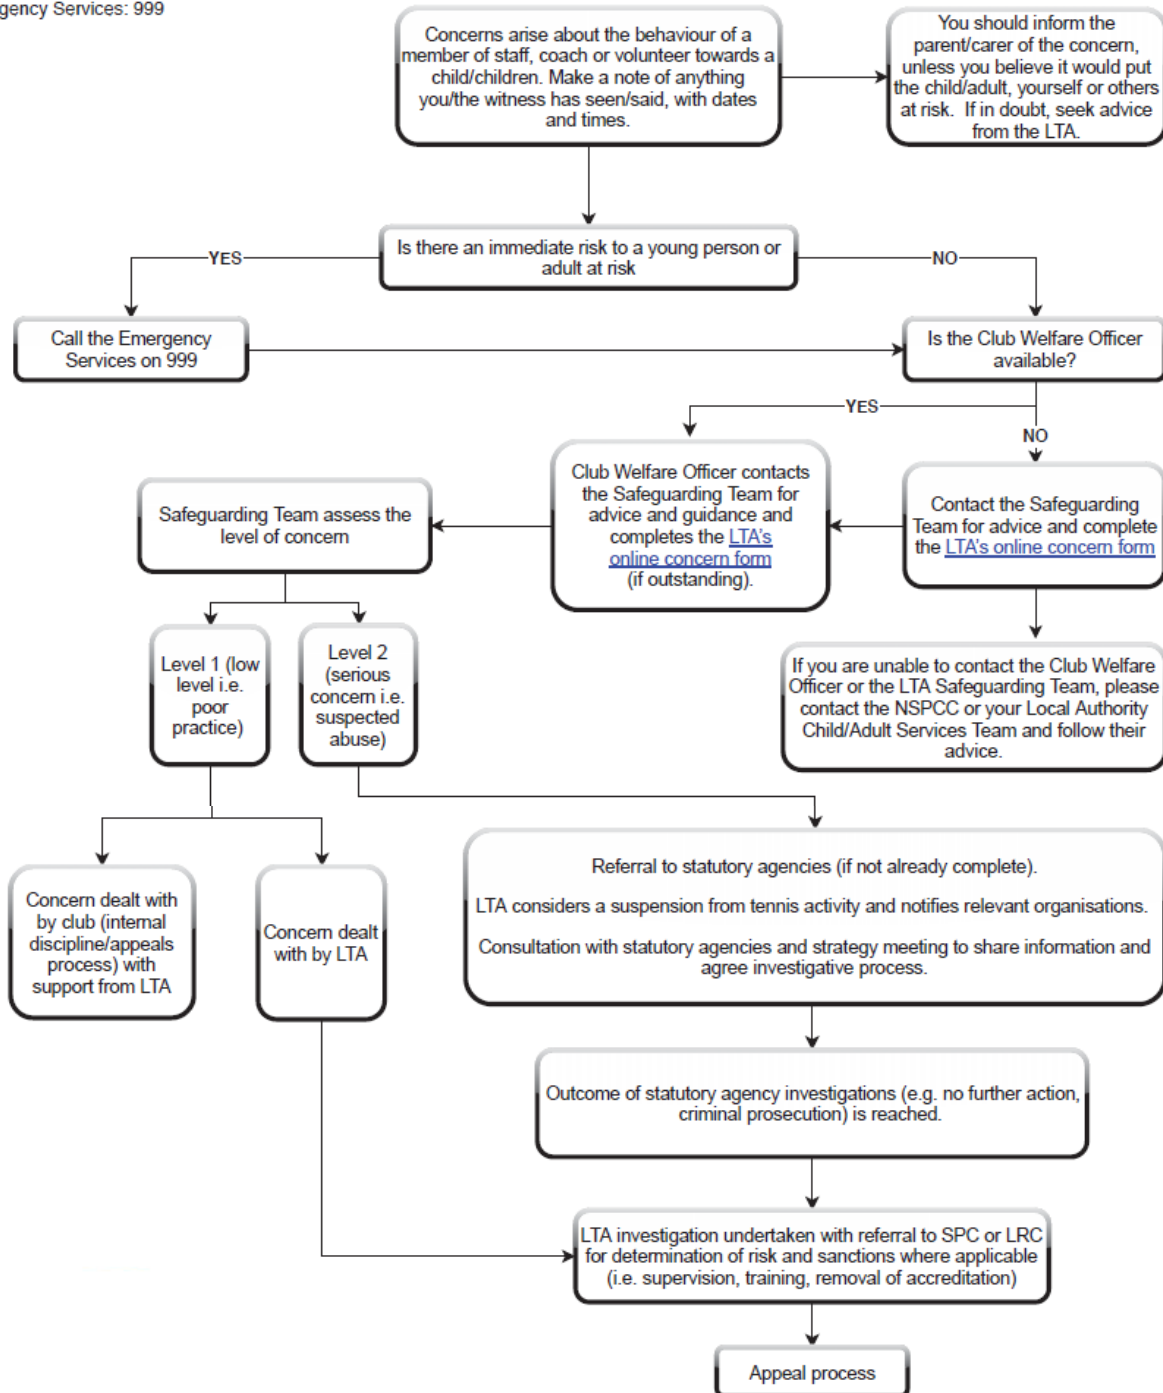 gency Services: 999
Concerns arise about the behaviour of a
member of staff, coach or volunteer towards a
child/children. Make a note of anything
you/the witness has seen/said, with dates
and times.
You should inform the
parent/carer of the concern,
unless you believe it would put
the child/adult, yourself or others
at risk. If in doubt, seek advice
from the LTA.
Is there an immediate risk to a young person or
adult at risk
YES
NO
Call the Emergency
Services on 999
Is the Club Welfare Officer
available?
YES
NO
Club Welfare Officer contacts
the Safeguarding Team for
advice and guidance and
completes the LTA's
online concern form
(if outstanding).
Contact the Safeguarding
Team for advice and complete
the LTA's online concern form
Safeguarding Team assess the
level of concern
If you are unable to contact the Club Welfare
Officer or the LTA Safeguarding Team, please
contact the NSPCC or your Local Authority
Child/Adult Services Team and follow their
advice.
Level 1 (low
level i.e.
poor
practice)
Level 2
(serious
concern i.e.
suspected
abuse)
Concern dealt with
by club (internal
discipline/appeals
process) with
support from LTA
Concern dealt
with by LTA
Referral to statutory agencies (if not already complete).
LTA considers a suspension from tennis activity and notifies relevant organisations.
Consultation with statutory agencies and strategy meeting to share information and
agree investigative process.
Outcome of statutory agency investigations (e.g. no further action,
criminal prosecution) is reached.
LTA investigation undertaken with referral to SPC or LRC
for determination of risk and sanctions where applicable
(i.e. supervision, training, removal of accreditation)
Appeal process